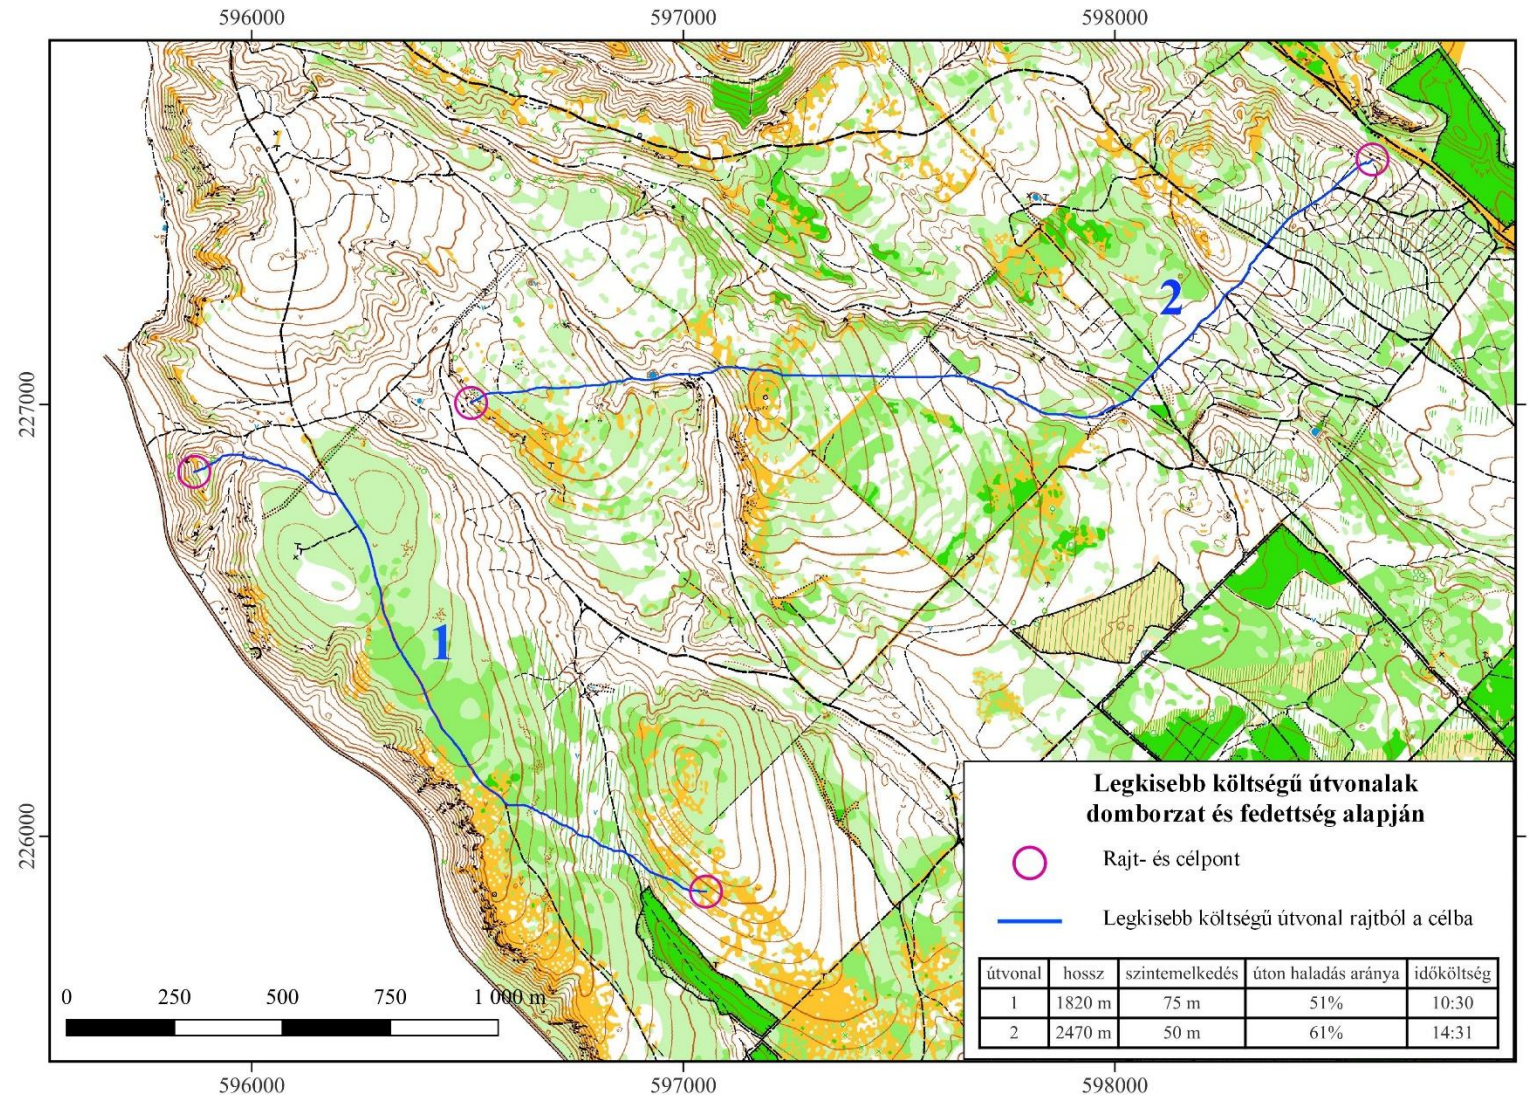 596000 597000 598000
227000 227000
226000 226000
1
2
0 250 500 750 1 000 m
Legkisebb költségű útvonalak
domborzat és fedettség alapján
Rajt- és célpont
Legkisebb költségű útvonal rajtból a célba
útvonal hossz szintemelkedés úton haladás aránya időköltség
1 1820 m 75 m 51% 10:30
2 2470 m 50 m 61% 14:31
596000 597000 598000